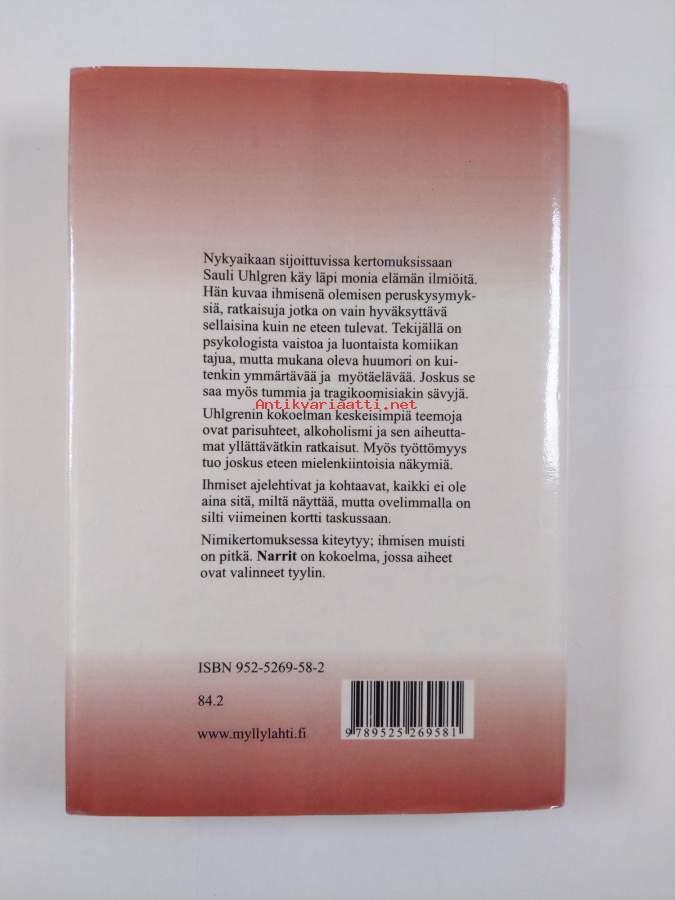 Nykyaikaan sijoittuvissa kertomuksissaan
Sauli Uhlgren käy läpi monia elämän ilmiöitä.
Hän kuvaa ihmisenä olemisen peruskysymyk-
siä, ratkaisuja jotka on vain hyväksyttävä
sellaisina kuin ne eteen tulevat. Tekijällä on
psykologista vaistoa ja luontaista komiikan
tajua, mutta mukana oleva huumori on kui-
tenkin ymmärtävää ja myötäelävää. Joskus se
saa myös tummia ja tragikoomisiakin sävyjä.
Antikvariaatti.net
Uhlgrenin kokoelman keskeisimpiä teemoja
ovat parisuhteet, alkoholismi ja sen aiheutta-
mat yllättävätkin ratkaisut. Myös työttömyys
tuo joskus eteen mielenkiintoisia näkymiä.
Ihmiset ajelehtivat ja kohtaavat, kaikki ei ole
aina sitä, miltä näyttää, mutta ovelimmalla on
silti viimeinen kortti taskussaan.
Nimikertomuksessa kiteytyy; ihmisen muisti
on pitkä. Narrit on kokoelma, jossa aiheet
ovat valinneet tyylin.
ISBN 952-5269-58-2
84.2
www.myllylahti.fi
9 789525 269581